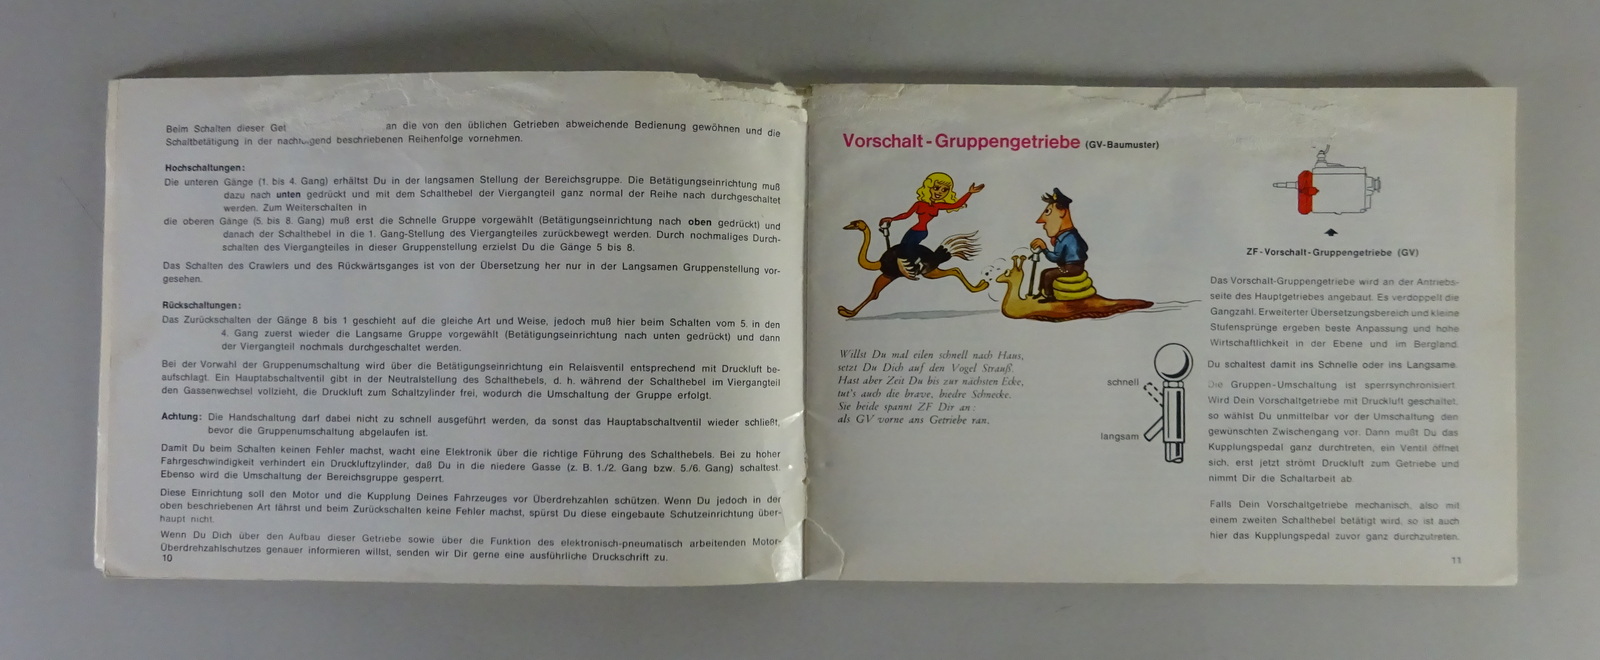 Beim Schalten dieser Get an die von den üblichen Getrieben abweichende Bedienung gewöhnen und die
Schaltbetätigung in der nachfolgend beschriebenen Reihenfolge vornehmen.
Hochschaltungen:
Die unteren Gänge (1. bis 4. Gang) erhältst Du in der langsamen Stellung der Bereichsgruppe. Die Betätigungseinrichtung muß
dazu nach unten gedrückt und mit dem Schalthebel der Viergangteil ganz normal der Reihe nach durchgeschaltet
werden. Zum Weiterschalten in
die oberen Gänge (5. bis 8. Gang) muß erst die Schnelle Gruppe vorgewählt (Betätigungseinrichtung nach oben gedrückt) und
danach der Schalthebel in die 1. Gang-Stellung des Viergangteiles zurückbewegt werden. Durch nochmaliges Durch-
schalten des Viergangteiles in dieser Gruppenstellung erzielst Du die Gänge 5 bis 8.
Das Schalten des Crawlers und des Rückwärtsganges ist von der Übersetzung her nur in der Langsamen Gruppenstellung vor-
gesehen.
Rückschaltungen:
Das Zurückschalten der Gänge 8 bis 1 geschieht auf die gleiche Art und Weise, jedoch muß hier beim Schalten vom 5. in den
4. Gang zuerst wieder die Langsame Gruppe vorgewählt (Betätigungseinrichtung nach unten gedrückt) und dann
der Viergangteil nochmals durchgeschaltet werden.
Bei der Vorwahl der Gruppenumschaltung wird über die Betätigungseinrichtung ein Relaisventil entsprechend mit Druckluft be-
aufschlagt. Ein Hauptabschaltventil gibt in der Neutralstellung des Schalthebels, d. h. während der Schalthebel im Viergangteil
den Gassenwechsel vollzieht, die Druckluft zum Schaltzylinder frei, wodurch die Umschaltung der Gruppe erfolgt.
Achtung: Die Handschaltung darf dabei nicht zu schnell ausgeführt werden, da sonst das Hauptabschaltventil wieder schließt,
bevor die Gruppenumschaltung abgelaufen ist.
Damit Du beim Schalten keinen Fehler machst, wacht eine Elektronik über die richtige Führung des Schalthebels. Bei zu hoher
Fahrgeschwindigkeit verhindert ein Druckluftzylinder, daß Du in die niedere Gasse (z. B. 1./2. Gang bzw. 5./6. Gang) schaltest.
Ebenso wird die Umschaltung der Bereichsgruppe gesperrt.
Diese Einrichtung soll den Motor und die Kupplung Deines Fahrzeuges vor Überdrehzahlen schützen. Wenn Du jedoch in der
oben beschriebenen Art fährst und beim Zurückschalten keine Fehler machst, spürst Du diese eingebaute Schutzeinrichtung über-
haupt nicht.
Wenn Du Dich über den Aufbau dieser Getriebe sowie über die Funktion des elektronisch-pneumatisch arbeitenden Motor-
Überdrehzahlschutzes genauer informieren willst, senden wir Dir gerne eine ausführliche Druckschrift zu.
10
Vorschalt-Gruppengetriebe (GV-Baumuster)
Willst Du mal eilen schnell nach Haus,
setzt Du Dich auf den Vogel Strauß.
Hast aber Zeit Du bis zur nächsten Ecke,
tut's auch die brave, biedre Schnecke.
Sie beide spannt ZF Dir an:
als GV vorne ans Getriebe ran.
schnell
langsam
ZF-Vorschalt-Gruppengetriebe (GV)
Das Vorschalt-Gruppengetriebe wird an der Antriebs-
seite des Hauptgetriebes angebaut. Es verdoppelt die
Gangzahl. Erweiterter Übersetzungsbereich und kleine
Stufensprünge ergeben beste Anpassung und hohe
Wirtschaftlichkeit in der Ebene und im Bergland.
Du schaltest damit ins Schnelle oder ins Langsame.
Die Gruppen-Umschaltung ist sperrsynchronisiert.
Wird Dein Vorschaltgetriebe mit Druckluft geschaltet,
so wählst Du unmittelbar vor der Umschaltung den
gewünschten Zwischengang vor. Dann mußt Du das
Kupplungspedal ganz durchtreten, ein Ventil öffnet
sich, erst jetzt strömt Druckluft zum Getriebe und
nimmt Dir die Schaltarbeit ab.
Falls Dein Vorschaltgetriebe mechanisch, also mit
einem zweiten Schalthebel betätigt wird, so ist auch
hier das Kupplungspedal zuvor ganz durchzutreten.
11